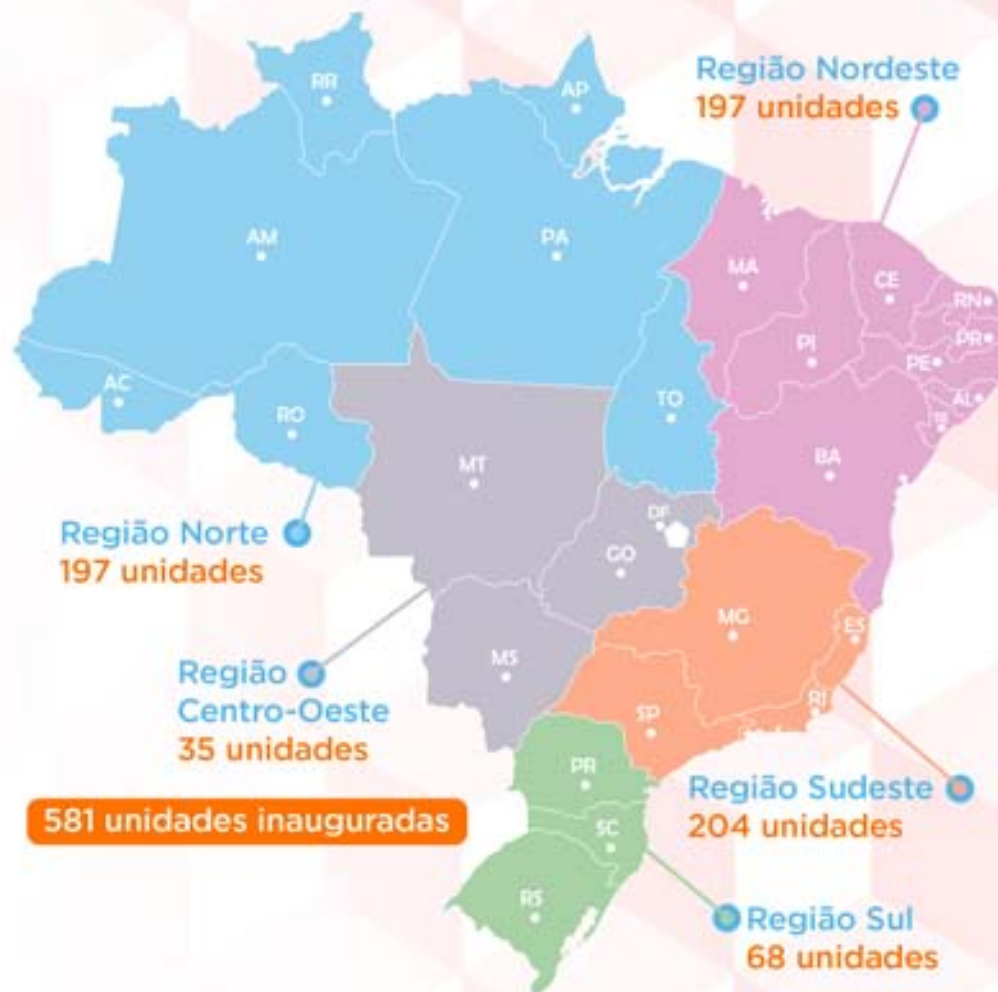 RR
AP
Região Nordeste
197 unidades
AM
PA
MA
CE
RN
PI
PR
PE
AC
TO
AL
RO
BA
MT
DF
Região Norte
197 unidades
GO
MG
ES
MS
Região
Centro-Oeste
35 unidades
RJ
SP
PR
Região Sudeste
204 unidades
581 unidades inauguradas
SC
RS
Região Sul
68 unidades